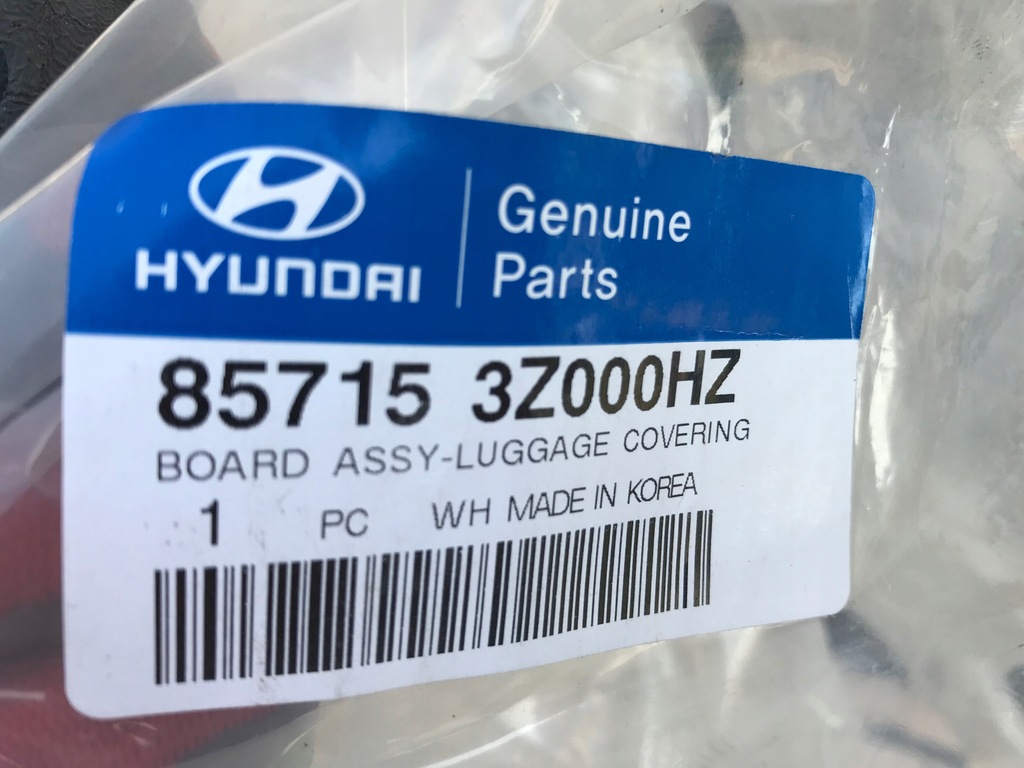 HYUNDAI
Genuine
Parts
85715 3Z000HZ
BOARD ASSY-LUGGAGE COVERING
1 PC WH MADE IN KOREA